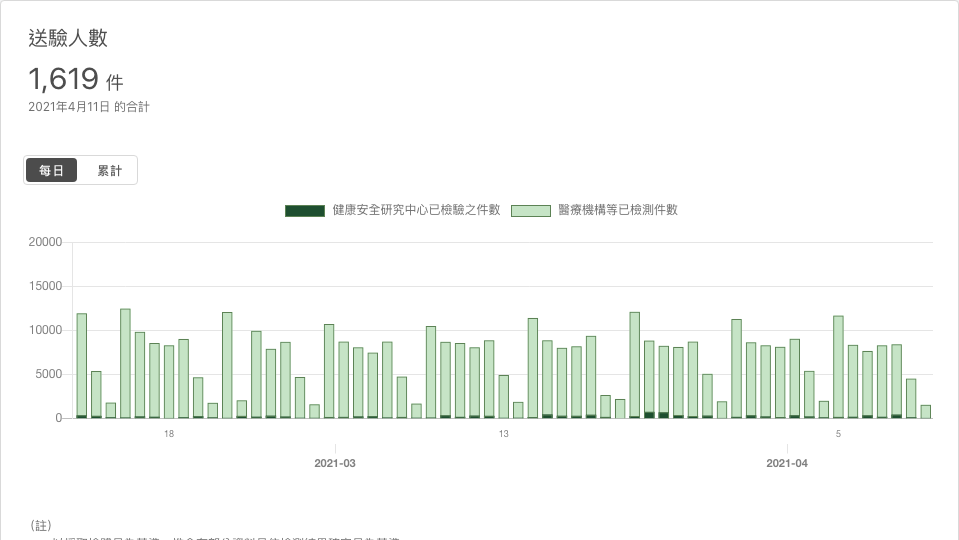 送驗人數
1,619 件
2021年4月11日 的合計
每日 累計
健康安全研究中心已檢驗之件數 醫療機構等已檢測件數
20000
15000
10000
5000
0
18 13 5
2021-03 2021-04
(註)